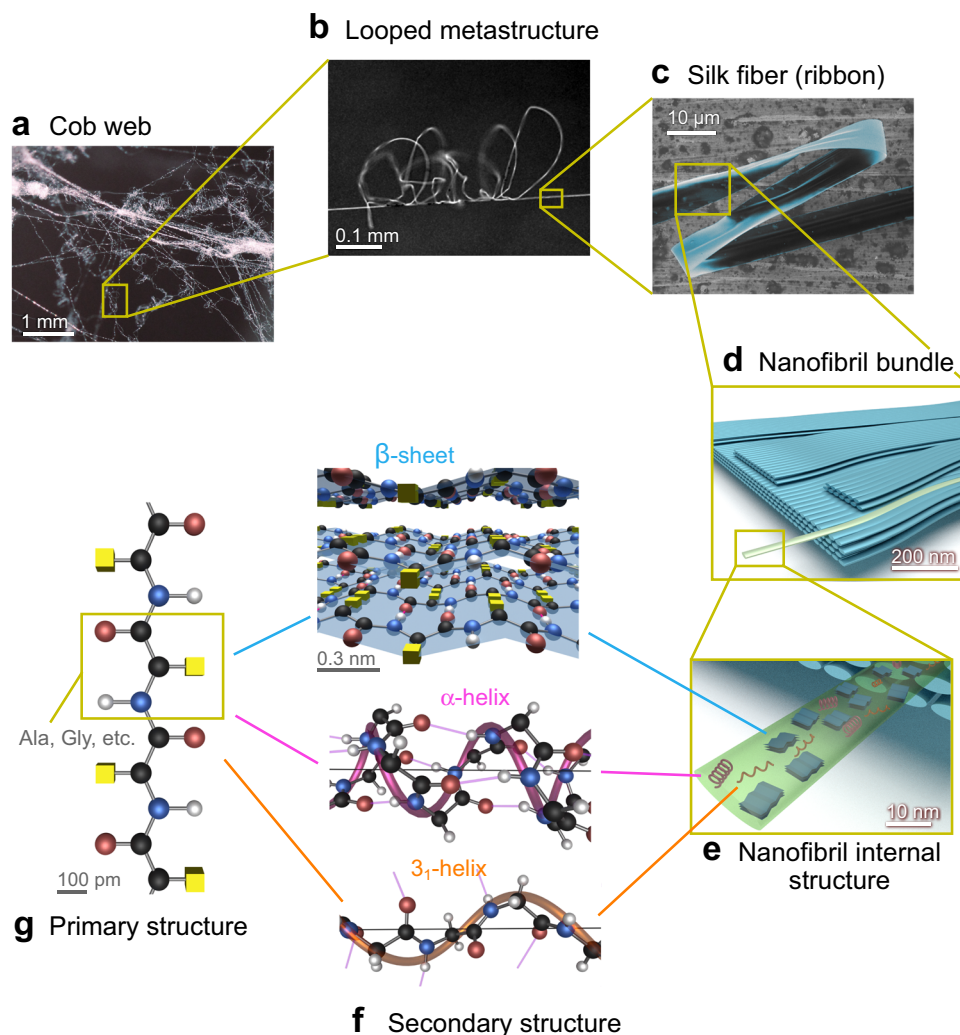 b Looped metastructure
c Silk fiber (ribbon)
a Cob web
10 µm
0.1 mm
1 mm
d Nanofibril bundle
β-sheet
200 nm
0.3 nm
α-helix
Ala, Gly, etc.
10 nm
e Nanofibril internal
structure
3₁-helix
100 pm
g Primary structure
f Secondary structure